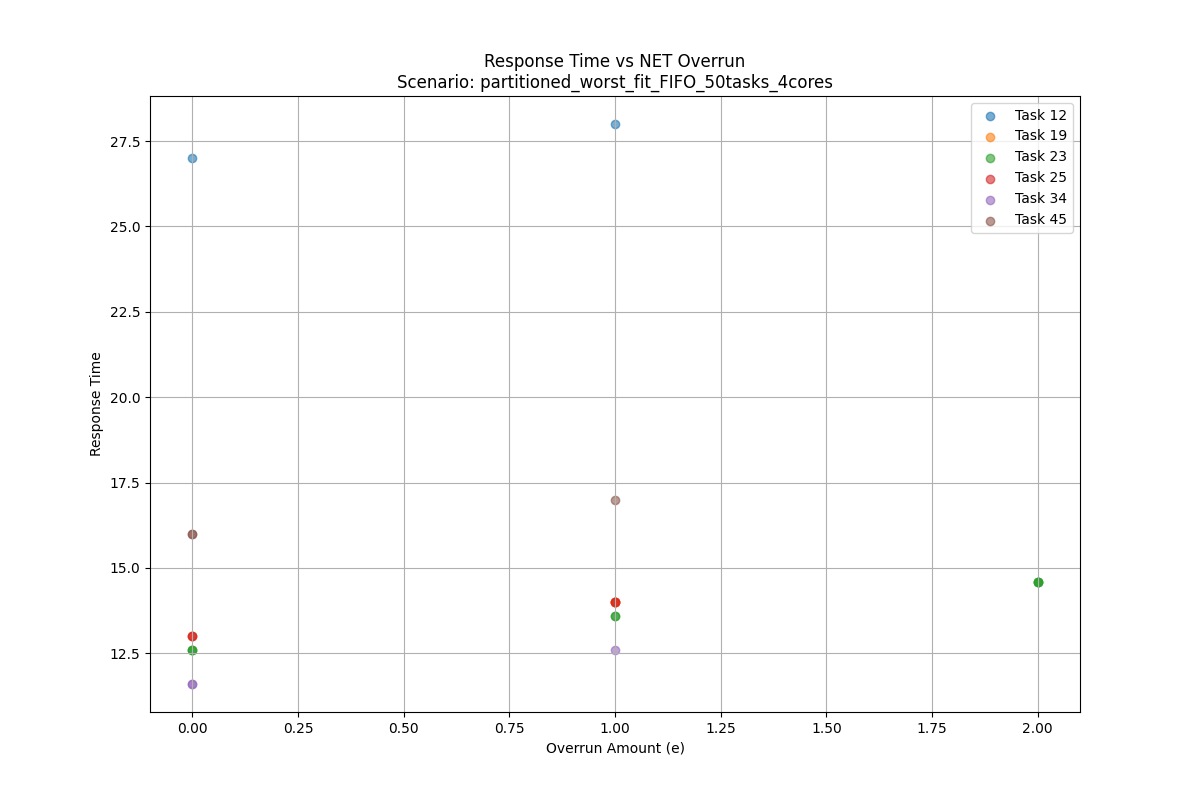 Response Time vs NET Overrun
Scenario: partitioned_worst_fit_FIFO_50tasks_4cores
Task 12
Task 19
Task 23
Task 25
Task 34
Task 45
27.5
25.0
22.5
20.0
17.5
15.0
12.5
Response Time
0.00 0.25 0.50 0.75 1.00 1.25 1.50 1.75 2.00
Overrun Amount (e)